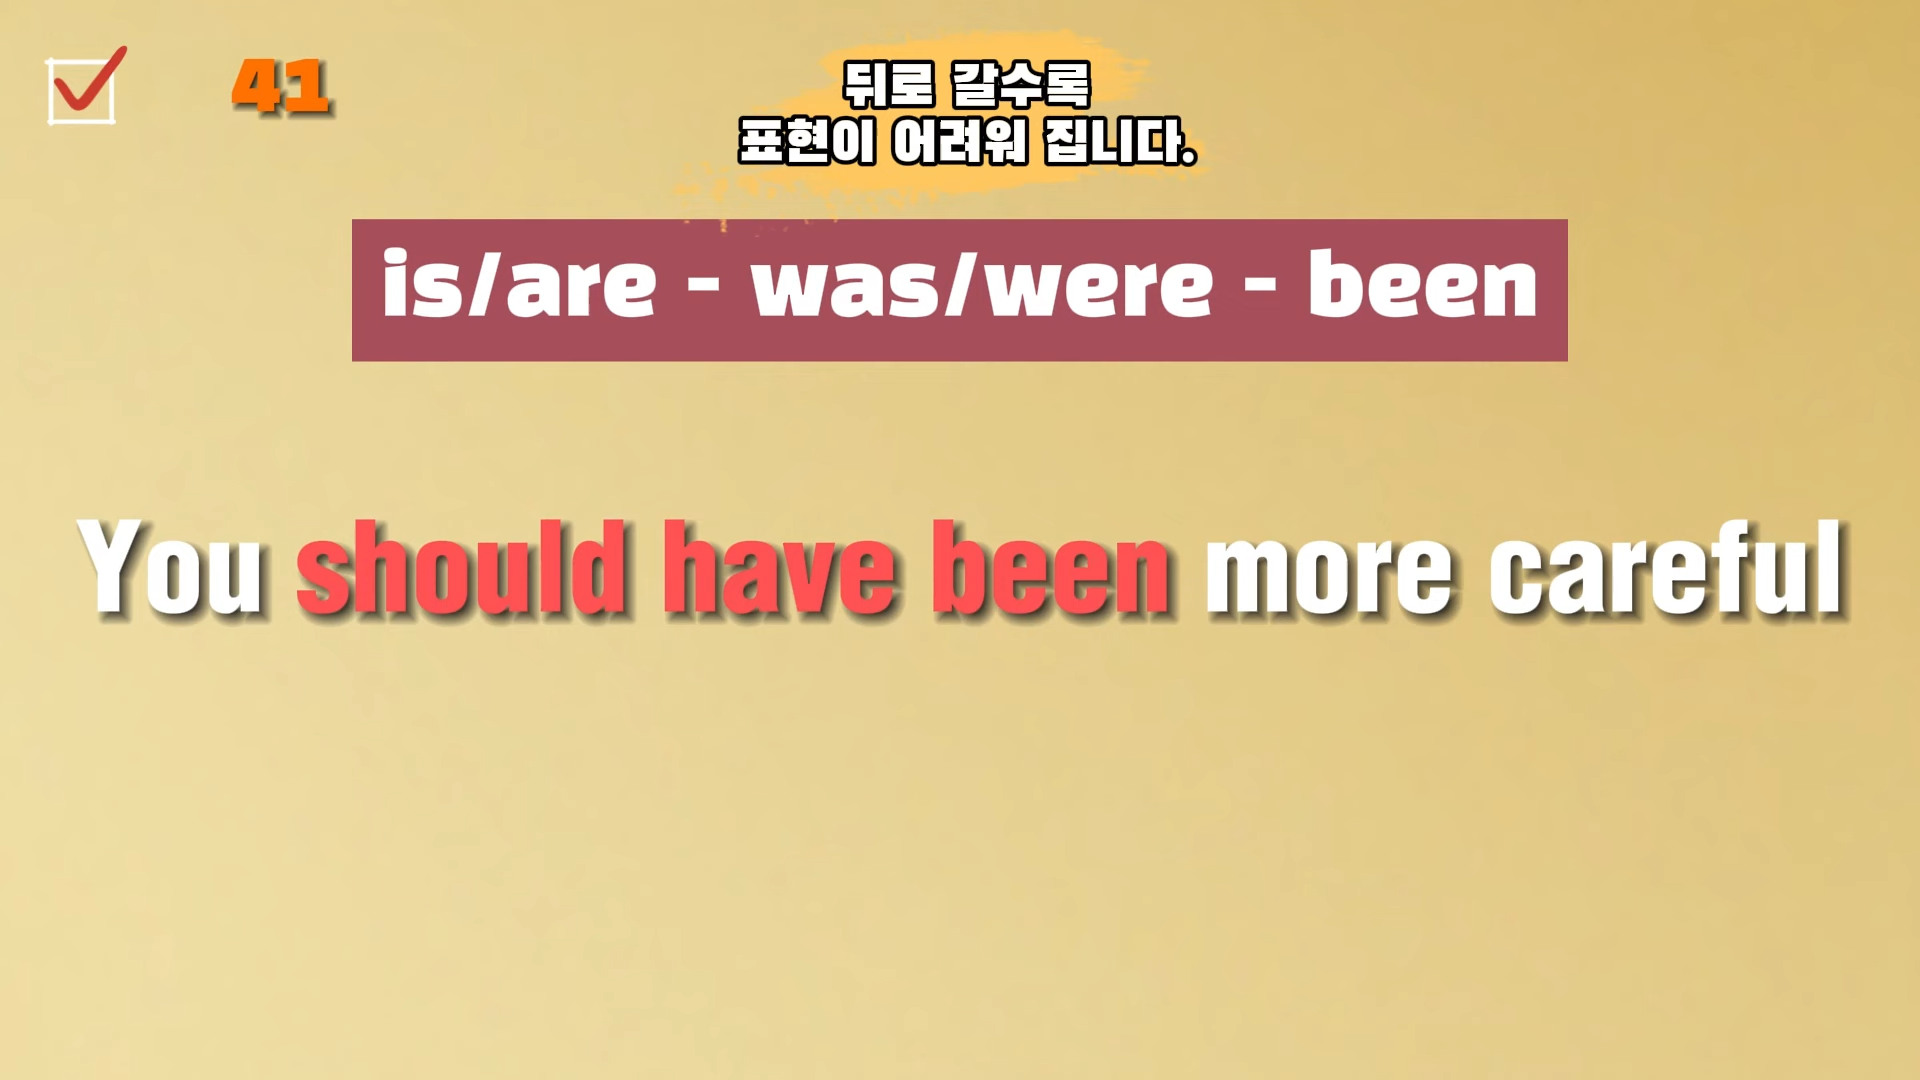 41
뒤로 갈수록
표현이 어려워 집니다.
is/are - was/were - been
You should have been more careful